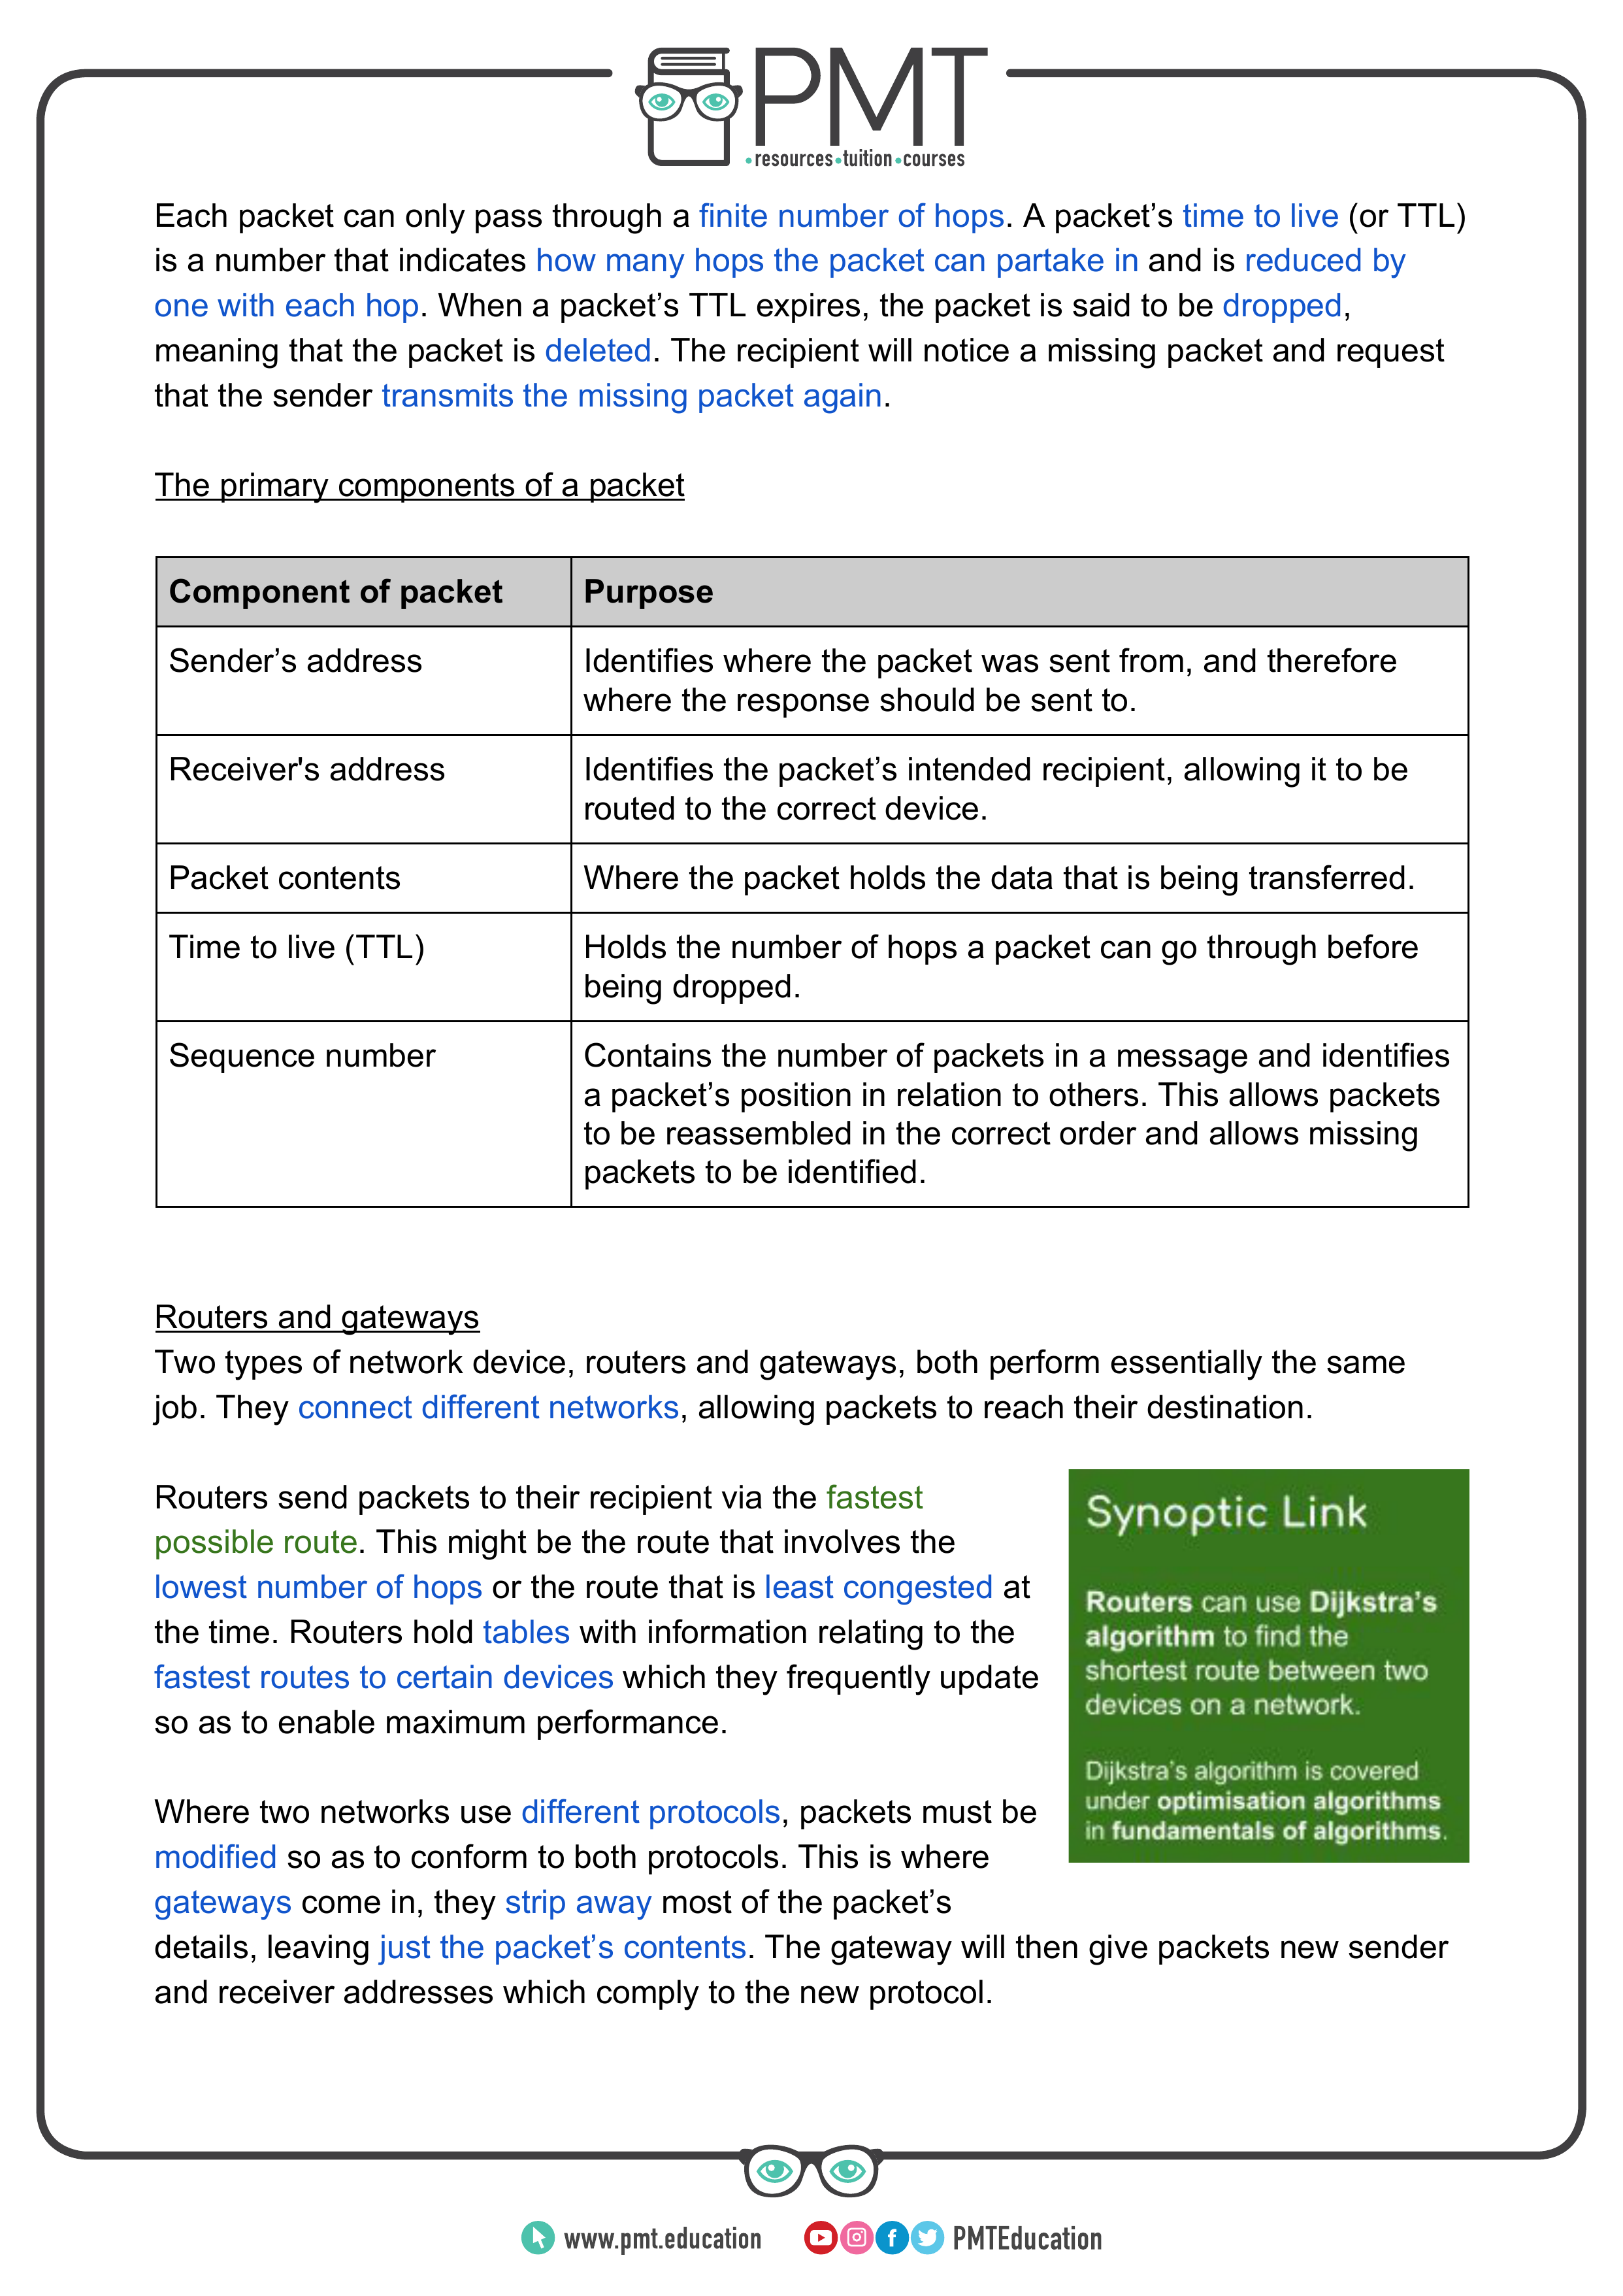 PMT
resources tuition courses
Each packet can only pass through a finite number of hops. A packet’s time to live (or TTL)
is a number that indicates how many hops the packet can partake in and is reduced by
one with each hop. When a packet’s TTL expires, the packet is said to be dropped,
meaning that the packet is deleted. The recipient will notice a missing packet and request
that the sender transmits the missing packet again.
The primary components of a packet
Component of packet
Purpose
Sender’s address
Identifies where the packet was sent from, and therefore
where the response should be sent to.
Receiver's address
Identifies the packet’s intended recipient, allowing it to be
routed to the correct device.
Packet contents
Where the packet holds the data that is being transferred.
Time to live (TTL)
Holds the number of hops a packet can go through before
being dropped.
Sequence number
Contains the number of packets in a message and identifies
a packet’s position in relation to others. This allows packets
to be reassembled in the correct order and allows missing
packets to be identified.
Routers and gateways
Two types of network device, routers and gateways, both perform essentially the same
job. They connect different networks, allowing packets to reach their destination.
Routers send packets to their recipient via the fastest
possible route. This might be the route that involves the
lowest number of hops or the route that is least congested at
the time. Routers hold tables with information relating to the
fastest routes to certain devices which they frequently update
so as to enable maximum performance.
Synoptic Link
Routers can use Dijkstra’s
algorithm to find the
shortest route between two
devices on a network.
Dijkstra’s algorithm is covered
under optimisation algorithms
in fundamentals of algorithms.
Where two networks use different protocols, packets must be
modified so as to conform to both protocols. This is where
gateways come in, they strip away most of the packet’s
details, leaving just the packet’s contents. The gateway will then give packets new sender
and receiver addresses which comply to the new protocol.
www.pmt.education
PMTEducation